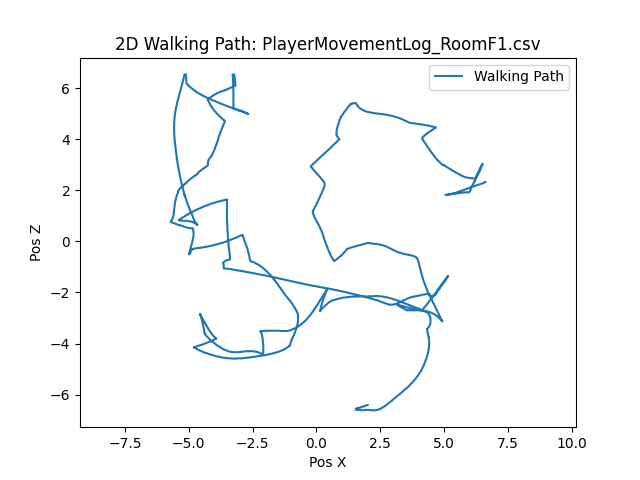 2D Walking Path: PlayerMovementLog_RoomF1.csv
Walking Path
6
4
2
0
−2
−4
−6
Pos Z
−7.5 −5.0 −2.5 0.0 2.5 5.0 7.5 10.0
Pos X